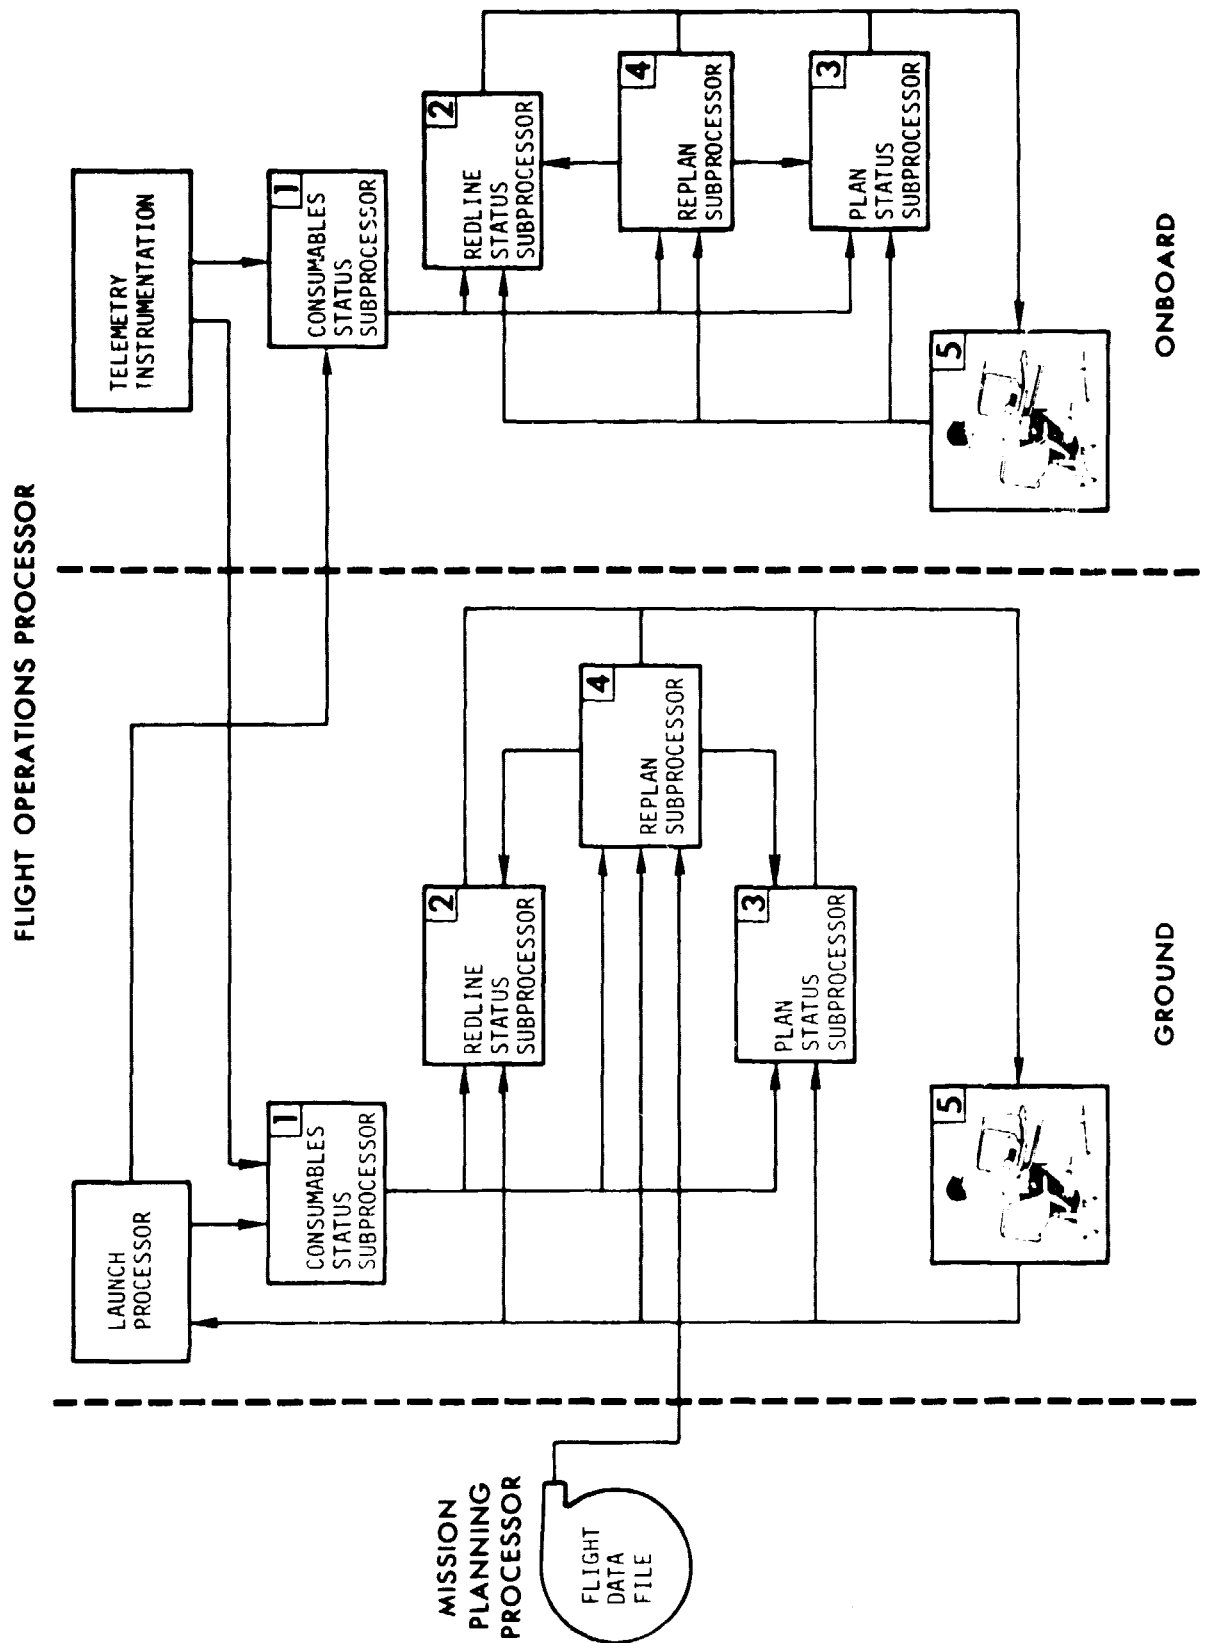 FLIGHT OPERATIONS PROCESSOR
MISSION
PLANNING
PROCESSOR
FLIGHT
DATA
FILE
LAUNCH
PROCESSOR
1
CONSUMABLES
STATUS
SUBPROCESSOR
2
REDLINE
STATUS
SUBPROCESSOR
4
REPLAN
SUBPROCESSOR
3
PLAN
STATUS
SUBPROCESSOR
5
GROUND
TELEMETRY
INSTRUMENTATION
1
CONSUMABLES
STATUS
SUBPROCESSOR
2
REDLINE
STATUS
SUBPROCESSOR
4
REPLAN
SUBPROCESSOR
3
PLAN
STATUS
SUBPROCESSOR
5
ONBOARD